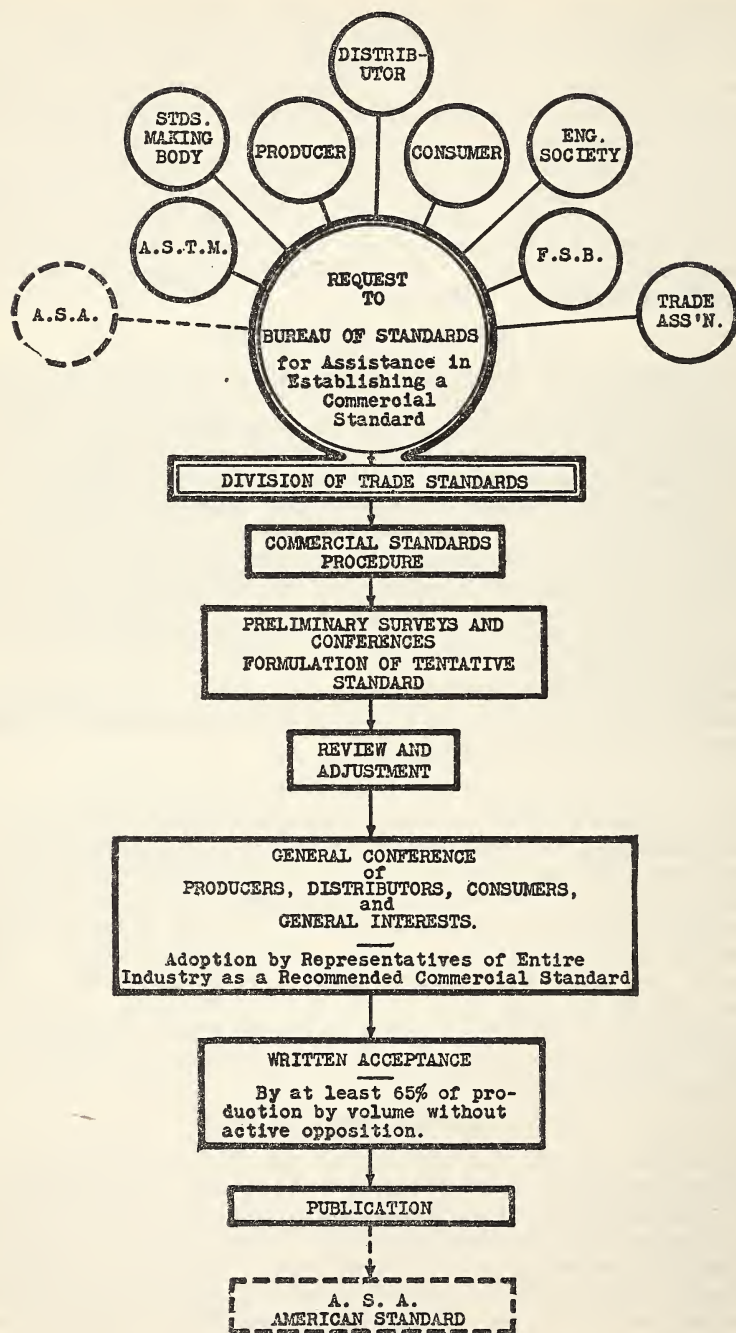 DISTRIB-
UTOR
STDS.
MAKING
BODY
PRODUCER
CONSUMER
ENG.
SOCIETY
A.S.T.M.
F.S.B.
A.S.A.
TRADE
ASS'N.
REQUEST
TO
BUREAU OF STANDARDS
for Assistance in
Establishing a
Commercial
Standard
DIVISION OF TRADE STANDARDS
COMMERCIAL STANDARDS
PROCEDURE
PRELIMINARY SURVEYS AND
CONFERENCES
FORMULATION OF TENTATIVE
STANDARD
REVIEW AND
ADJUSTMENT
GENERAL CONFERENCE
of
PRODUCERS, DISTRIBUTORS, CONSUMERS,
and
GENERAL INTERESTS.
Adoption by Representatives of Entire
Industry as a Recommended Commercial Standard
WRITTEN ACCEPTANCE
By at least 65% of pro-
duction by volume without
active opposition.
PUBLICATION
A. S. A.
AMERICAN STANDARD